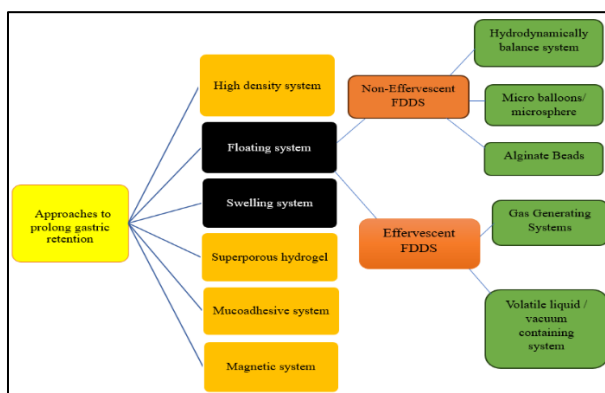 Approaches to
prolong gastric
retention
High density system
Floating system
Swelling system
Superporous hydrogel
Mucoadhesive system
Magnetic system
Non-Effervescent
FDDS
Effervescent
FDDS
Hydrodynamically
balance system
Micro balloons/
microsphere
Alginate Beads
Gas Generating
Systems
Volatile liquid /
vacuum
containing
system